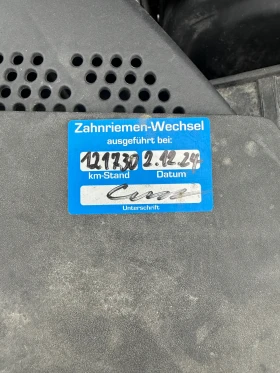 Zahnriemen-Wechsel
ausgeführt bei:
121730 2.12.24
km-Stand Datum
Unterschrift